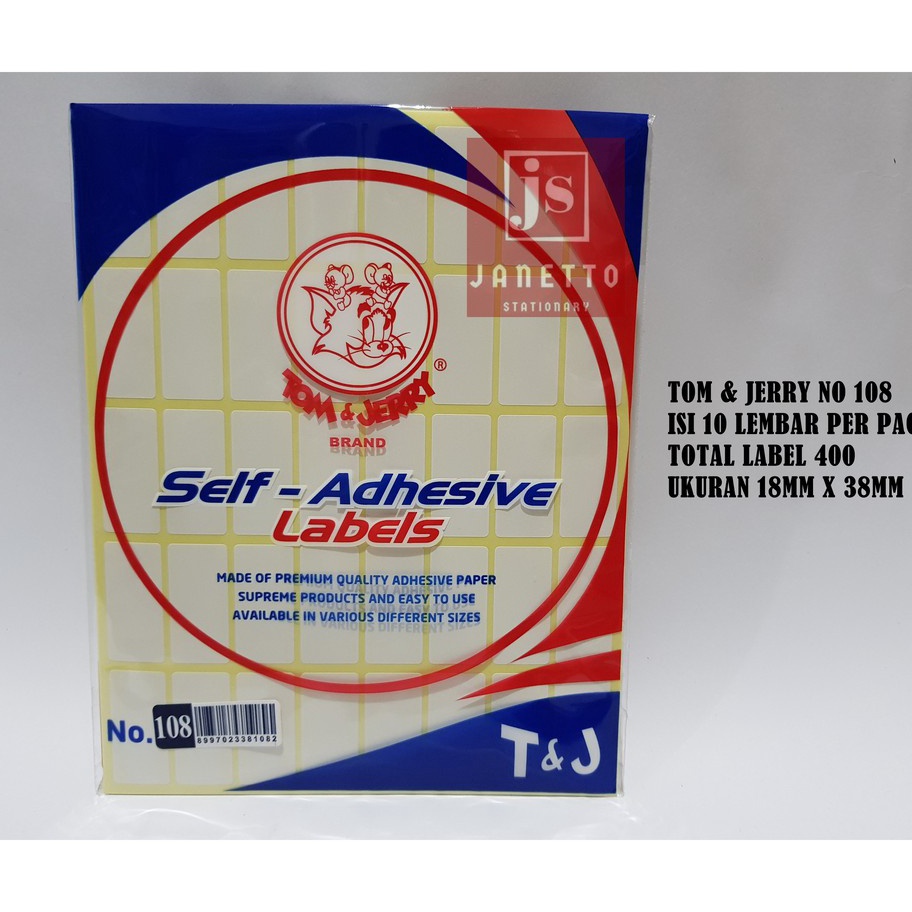 js
JANETTO
STATIONARY
TOM & JERRY
®
BRAND
Self - Adhesive
Labels
MADE OF PREMIUM QUALITY ADHESIVE PAPER
SUPREME PRODUCTS AND EASY TO USE
AVAILABLE IN VARIOUS DIFFERENT SIZES
No. 108
8997023381082
T & J
TOM & JERRY NO 108
ISI 10 LEMBAR PER
TOTAL LABEL 400
UKURAN 18MM X 38MM